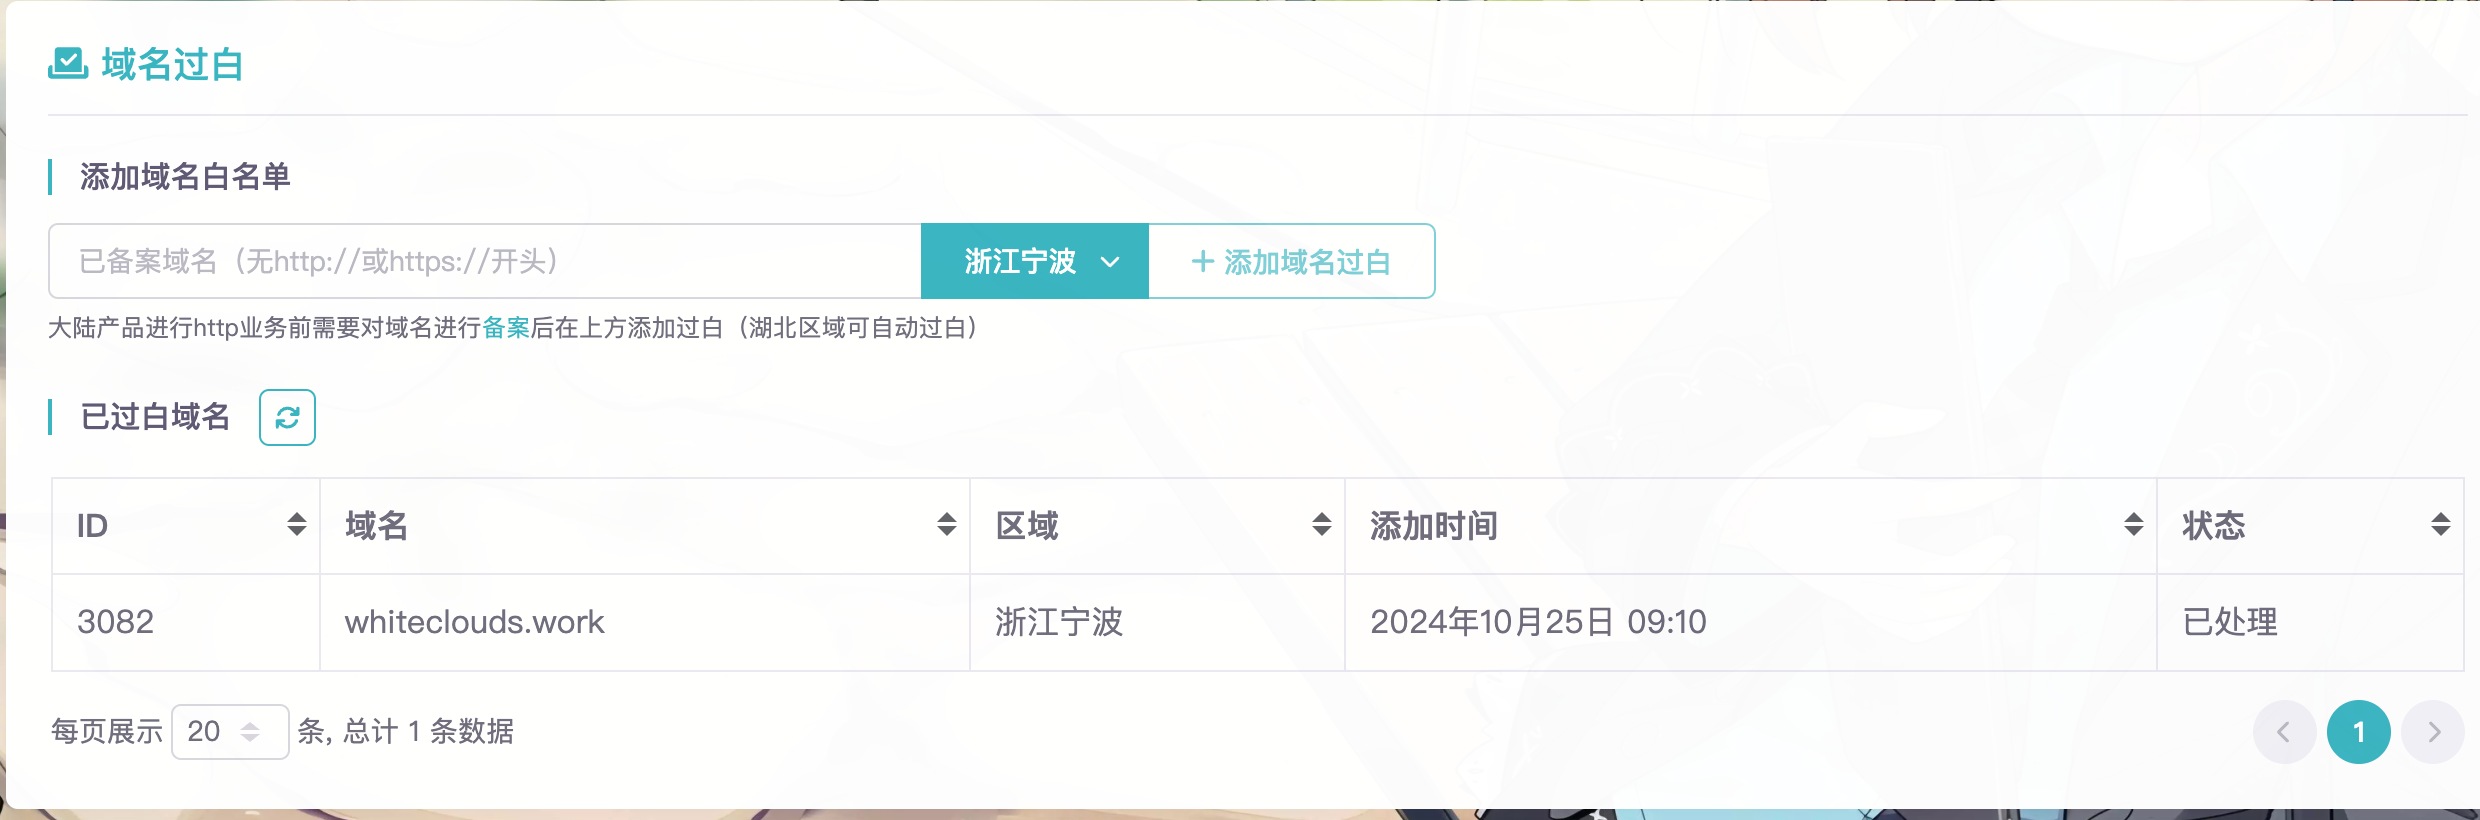 域名过白
添加域名白名单
已备案域名（无http://或https://开头） 浙江宁波 + 添加域名过白
大陆产品进行http业务前需要对域名进行备案后在上方添加过白（湖北区域可自动过白）
已过白域名
ID 域名 区域 添加时间 状态
3082 whiteclouds.work 浙江宁波 2024年10月25日 09:10 已处理
每页展示 20 条, 总计 1 条数据 1